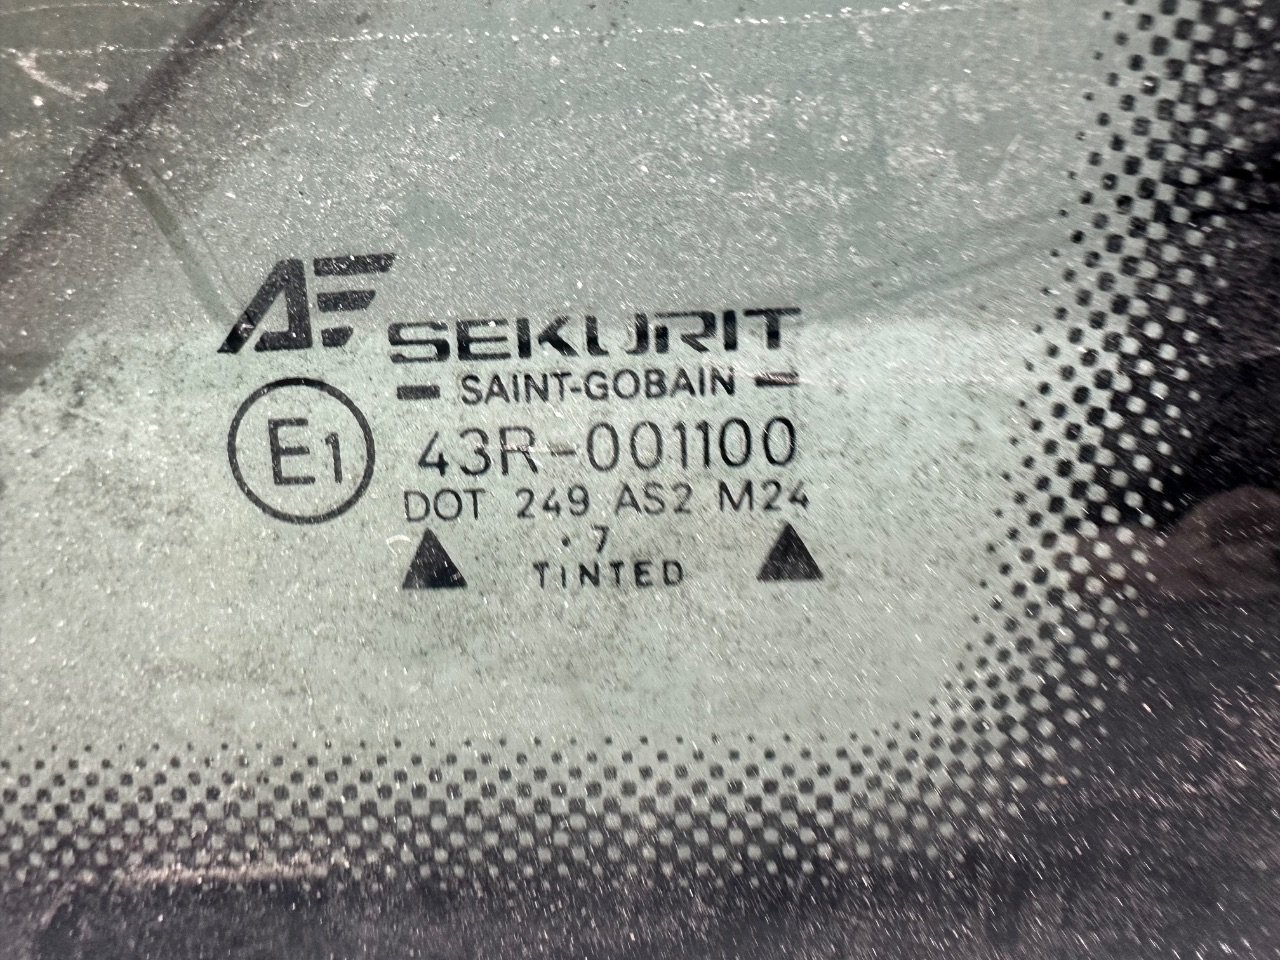 AF
SEKURIT
SAINT-GOBAIN
E1
43R-001100
DOT 249 AS2 M24
. 7
TINTED